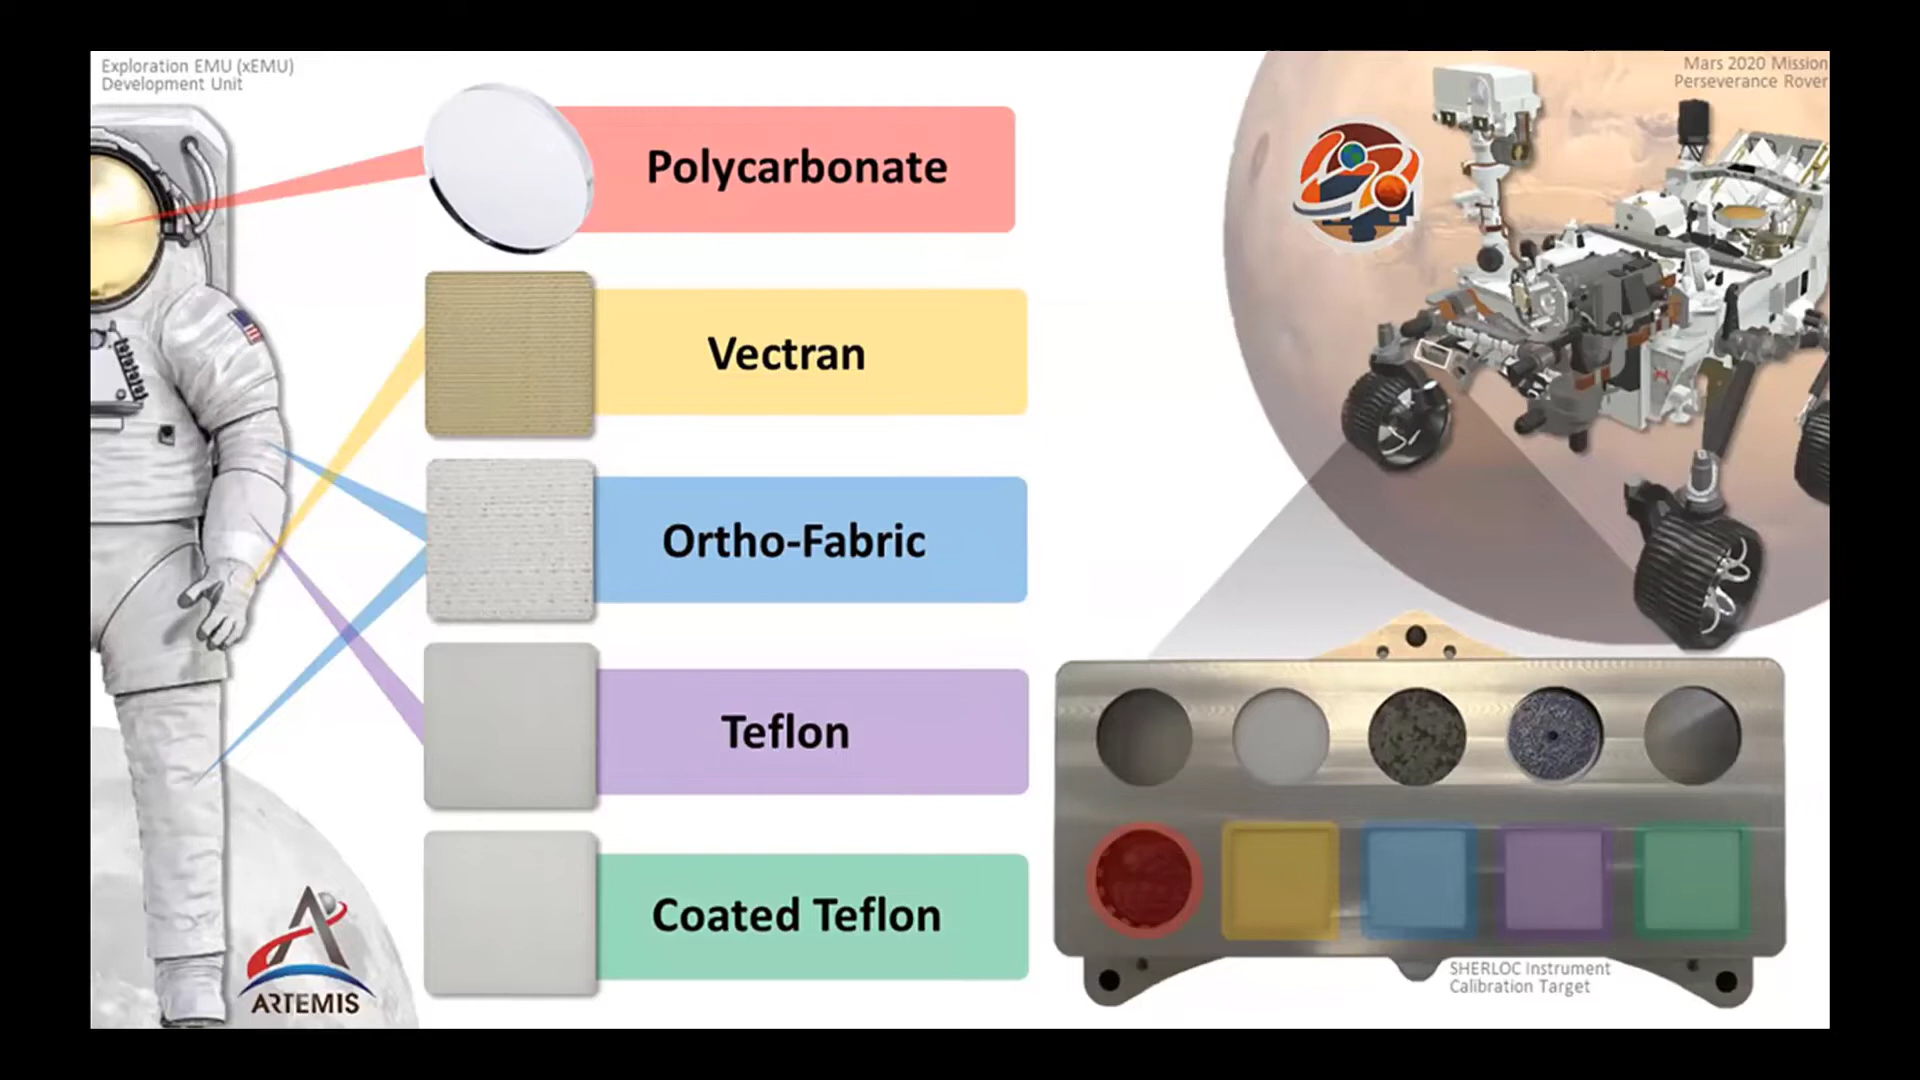 Exploration EMU (xEMU)
Development Unit
Mars 2020 Mission
Perseverance Rover
Polycarbonate
Vectran
Ortho-Fabric
Teflon
Coated Teflon
ARTEMIS
SHERLOC Instrument
Calibration Target